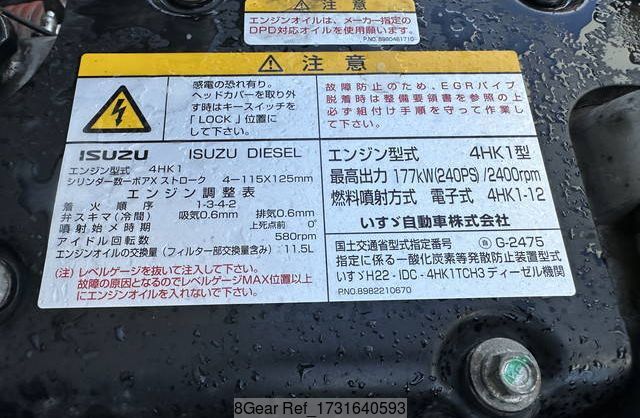 エンジンオイルは、メーカー指定の
DPD対応オイルを使用願います。
P.NO.8980461710
⚠ 注意
感電の恐れ有り。
ヘッドカバーを取り外
す時はキースイッチを
「LOCK」位置に
して下さい。
故障防止のため、EGRパイプ
脱着時は整備要領書を参照の上
必ず組付け手順を守って作業し
て下さい。
ISUZU ISUZU DIESEL
エンジン型式 4HK1
シリンダー数ーボアX ストローク 4-115X125mm
エンジン調整表
着火順序 1-3-4-2
弁スキマ(冷間) 吸気0.6mm 排気0.6mm
噴射始メ時期 上死点前 0°
アイドル回転数 580rpm
エンジンオイルの交換量(フィルター部交換量含み) 11.5L
(注)レベルゲージを抜いて注入して下さい。
故障の原因となるのでレベルゲージMAX位置以上
にエンジンオイルを入れないで下さい。
エンジン型式 4HK1型
最高出力 177kW(240PS)/2400rpm
燃料噴射方式 電子式 4HK1-12
いすゞ自動車株式会社
国土交通省型式指定番号 自 G-2475
指定に係る一酸化炭素等発散防止装置型式
いすゞH22-IDC-4HK1TCH3 ディーゼル機関
P.NO.8982210670
8Gear Ref_1731640593